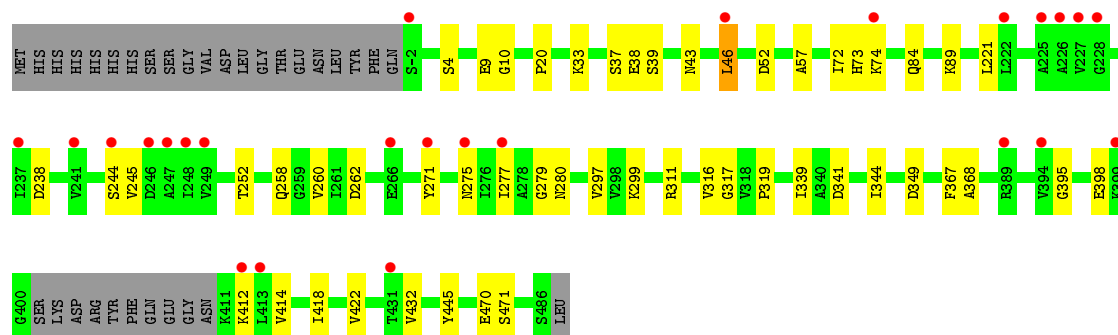 MET HIS HIS HIS HIS HIS HIS SER SER GLY VAL ASP LEU GLY THR GLU ASN LEU TYR PHE GLN S-2 S4 E9 G10 P20 K33 S37 E38 S39 N43 L46 D52 A57 I72 H73 K74 Q84 K89 L221 L222 A225 A226 V227 G228
I237 D238 V241 S244 V245 D246 A247 I248 V249 T252 Q258 G259 V260 I261 D262 E266 Y271 N275 I276 I277 A278 G279 N280 V297 V298 K299 R311 V316 G317 V318 P319 I339 A340 D341 I344 D349 F367 A368 R389 V394 G395 E398 K399
G400 SER LYS ASP ARG TYR PHE GLN GLU GLY ASN K411 K412 L413 V414 I418 V422 T431 V432 Y445 E470 S471 S486 LEU